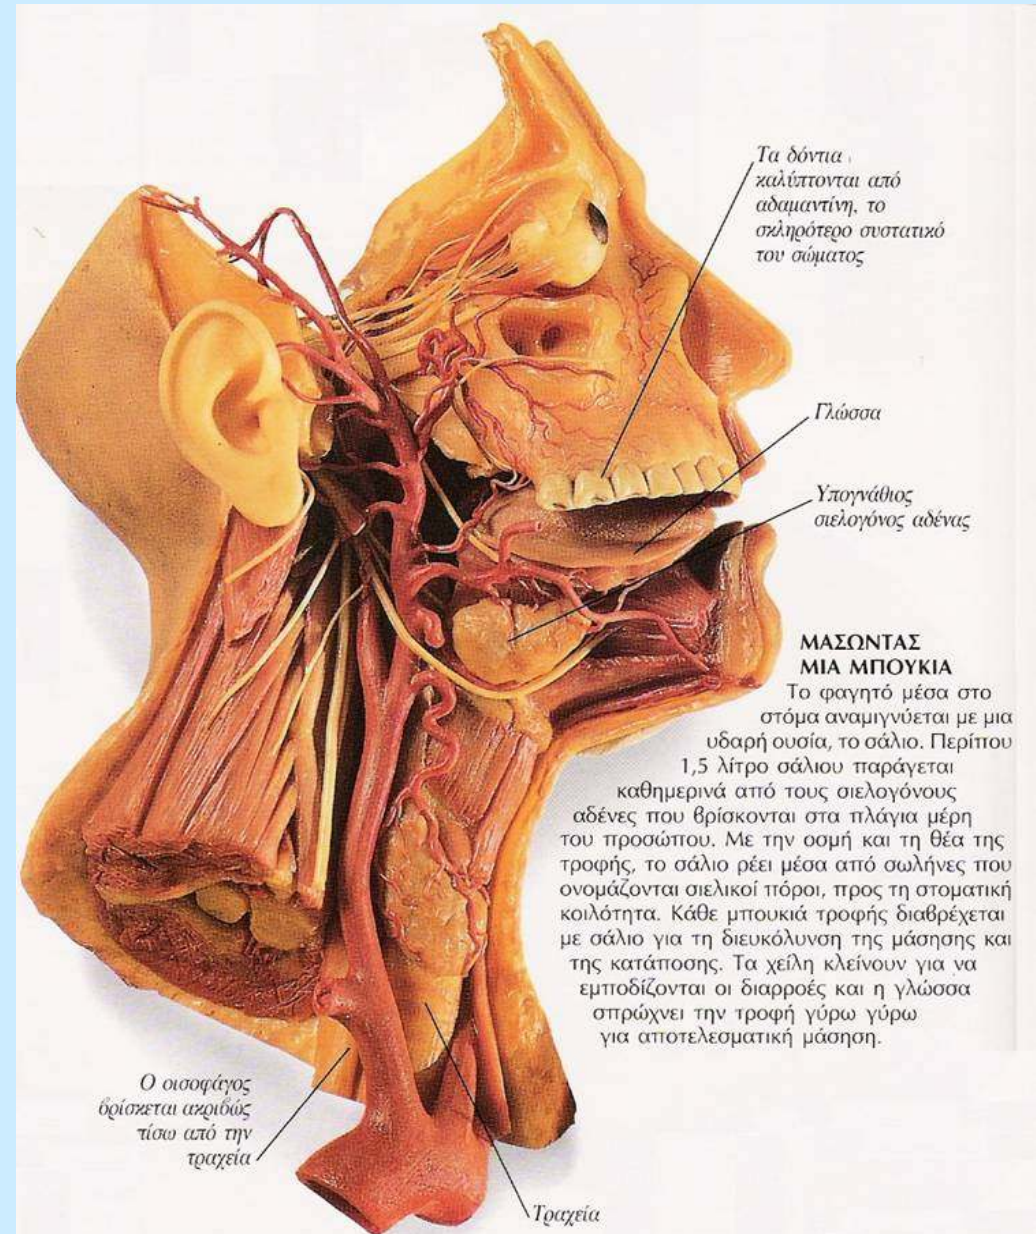 Τα δόντια
καλύπτονται από
αδαμαντίνη, το
σκληρότερο συστατικό
του σώματος
Γλώσσα
Υπογνάθιος
σιελογόνος αδένας
ΜΑΣΩΝΤΑΣ
ΜΙΑ ΜΠΟΥΚΙΑ
Το φαγητό μέσα στο
στόμα αναμιγνύεται με μια
υδαρή ουσία, το σάλιο. Περίπου
1,5 λίτρο σάλιου παράγεται
καθημερινά από τους σιελογόνους
αδένες που βρίσκονται στα πλάγια μέρη
του προσώπου. Με την οσμή και τη θέα της
τροφής, το σάλιο ρέει μέσα από σωλήνες που
ονομάζονται σιελικοί πόροι, προς τη στοματική
κοιλότητα. Κάθε μπουκιά τροφής διαβρέχεται
με σάλιο για τη διευκόλυνση της μάσησης και
της κατάποσης. Τα χείλη κλείνουν για να
εμποδίζονται οι διαρροές και η γλώσσα
σπρώχνει την τροφή γύρω γύρω
για αποτελεσματική μάσηση.
Ο οισοφάγος
βρίσκεται ακριβώς
πίσω από την
τραχεία
Τραχεία